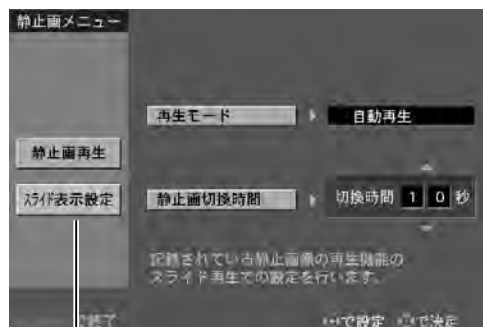 静止画メニュー
再生モード
自動再生
静止画再生
スライド表示設定
静止画切換時間
切換時間 1 0 秒
記録されている静止画像の再生機能の
スライド再生での設定を行います。
で終了
で設定
で決定